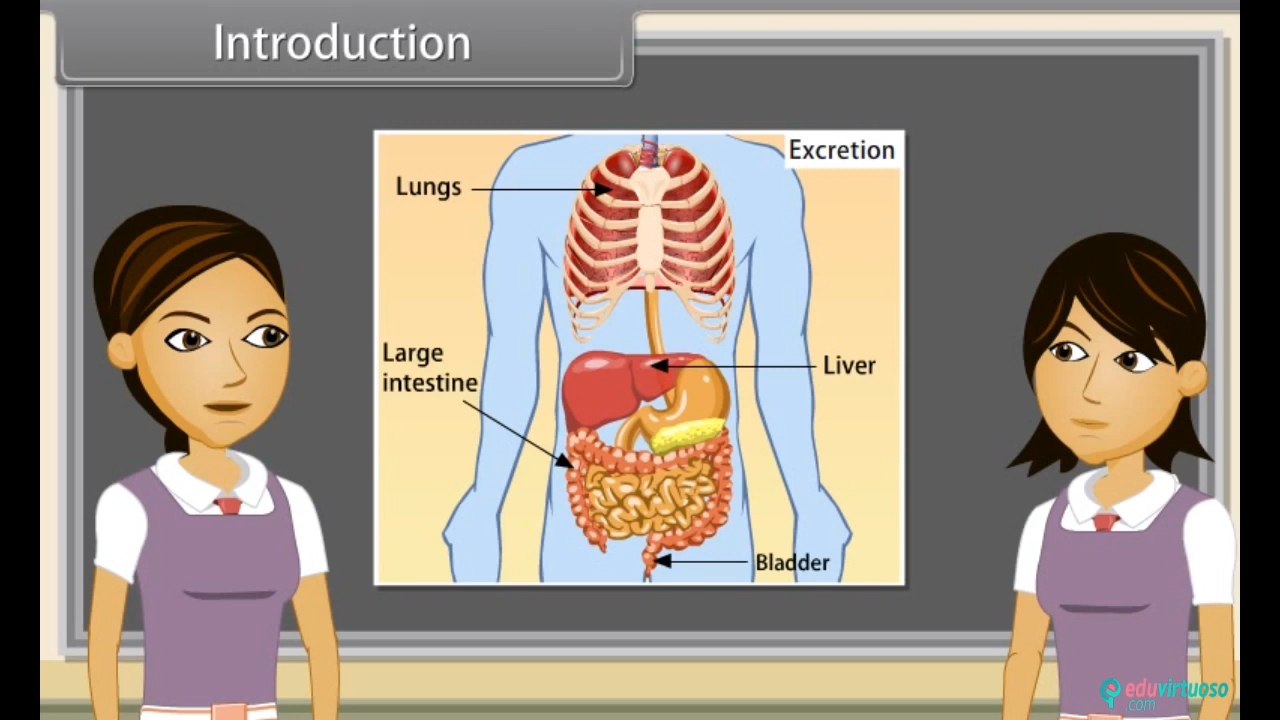 Introduction
Excretion
Lungs
Large
intestine
Liver
Bladder
eduvirtuoso
.com